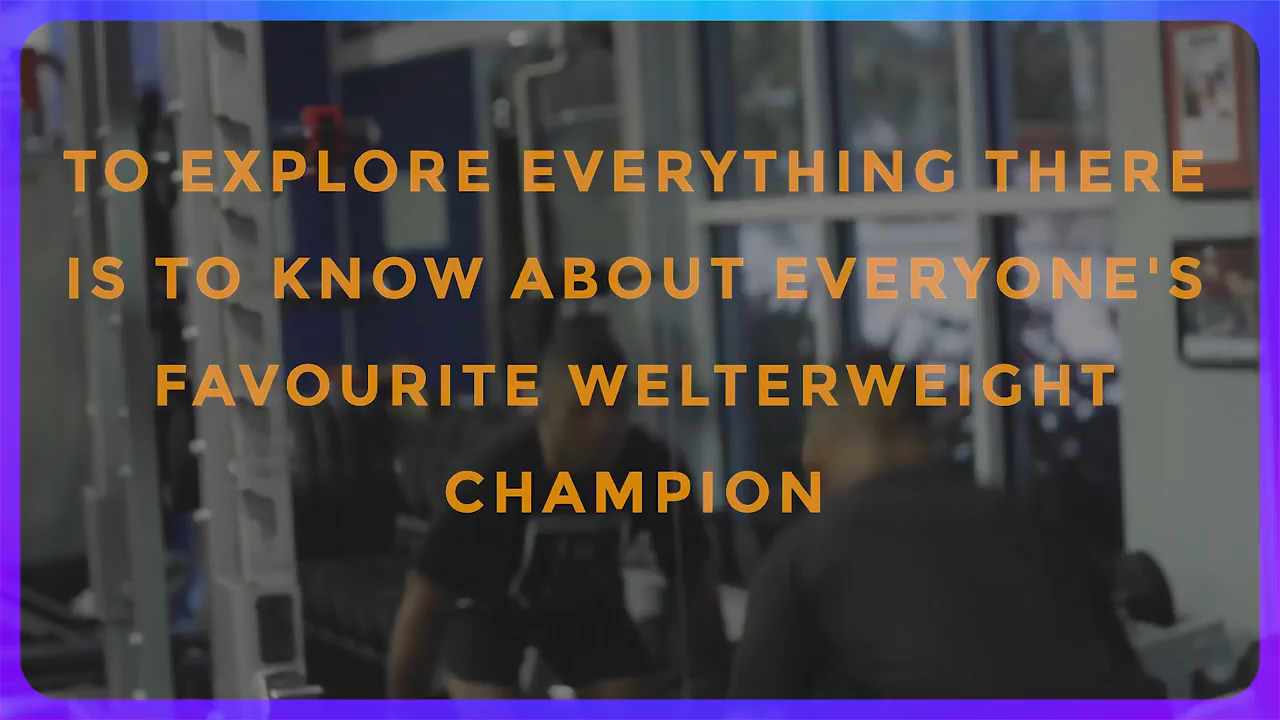 TO EXPLORE EVERYTHING THERE
IS TO KNOW ABOUT EVERYONE'S
FAVOURITE WELTERWEIGHT
CHAMPION